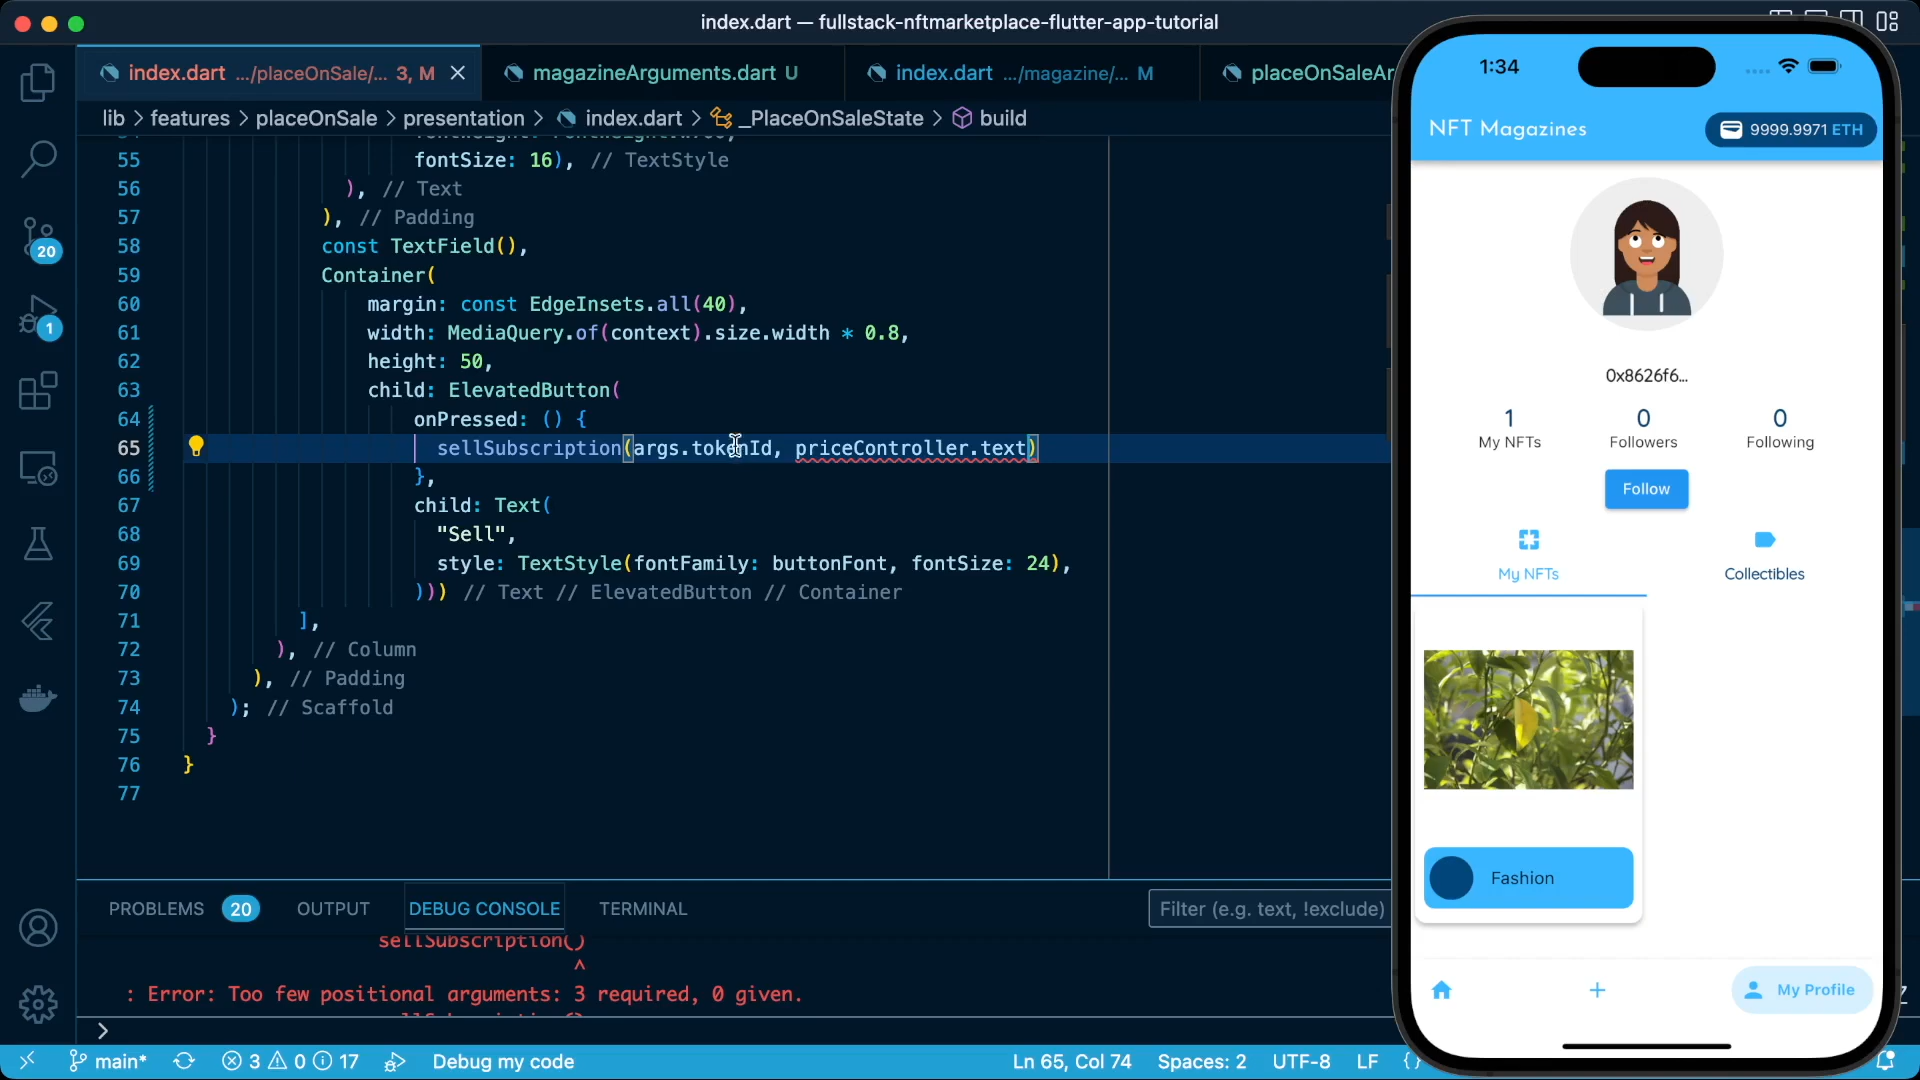 index.dart — fullstack-nftmarketplace-flutter-app-tutorial
index.dart .../placeOnSale/... 3, M
magazineArguments.dart U
index.dart .../magazine/... M
placeOnSaleAr
lib > features > placeOnSale > presentation > index.dart > _PlaceOnSaleState > build
55 fontSize: 16), // TextStyle
56 ), // Text
57 ), // Padding
58 const TextField(),
59 Container(
60 margin: const EdgeInsets.all(40),
61 width: MediaQuery.of(context).size.width * 0.8,
62 height: 50,
63 child: ElevatedButton(
64 onPressed: () {
65 sellSubscription(args.tokenId, priceController.text)
66 },
67 child: Text(
68 "Sell",
69 style: TextStyle(fontFamily: buttonFont, fontSize: 24),
70 ))) // Text // ElevatedButton // Container
71 ],
72 ), // Column
73 ), // Padding
74 ); // Scaffold
75 }
76 }
77
20
1
PROBLEMS 20 OUTPUT DEBUG CONSOLE TERMINAL
Filter (e.g. text, !exclude)
sellSubscription()
^
: Error: Too few positional arguments: 3 required, 0 given.
>
main* 3 0 17 Debug my code
Ln 65, Col 74 Spaces: 2 UTF-8 LF {
1:34
NFT Magazines
9999.9971 ETH
0x8626f6...
1 0 0
My NFTs Followers Following
Follow
My NFTs Collectibles
Fashion
+ My Profile